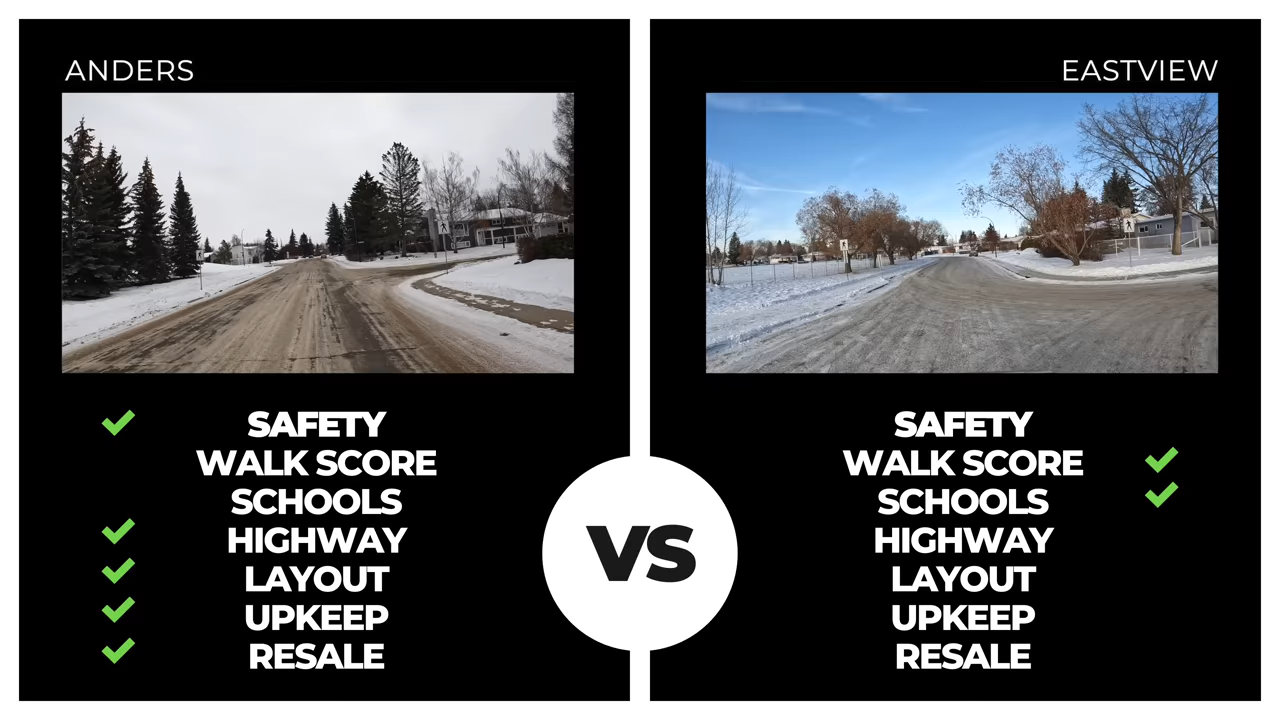 ANDERS
SAFETY
WALK SCORE
SCHOOLS
HIGHWAY
LAYOUT
UPKEEP
RESALE
VS
EASTVIEW
SAFETY
WALK SCORE
SCHOOLS
HIGHWAY
LAYOUT
UPKEEP
RESALE